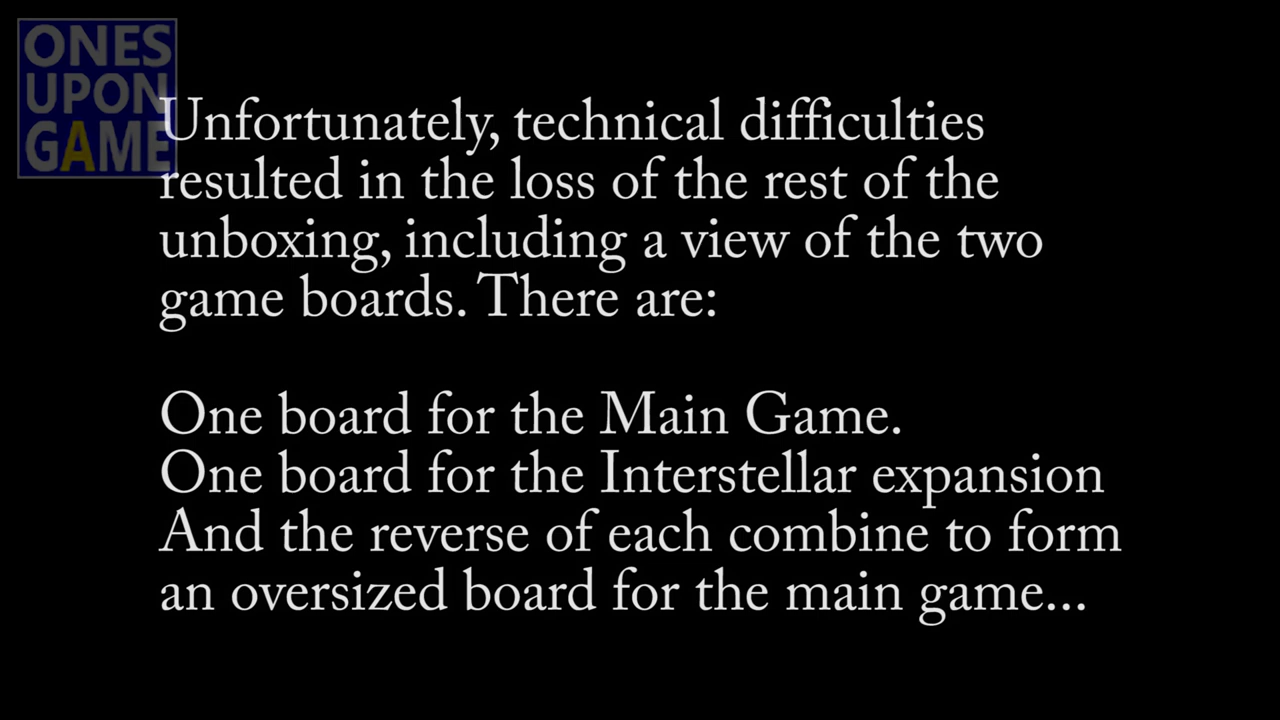 ONES
UPON
GAME
Unfortunately, technical difficulties
resulted in the loss of the rest of the
unboxing, including a view of the two
game boards. There are:
One board for the Main Game.
One board for the Interstellar expansion
And the reverse of each combine to form
an oversized board for the main game...